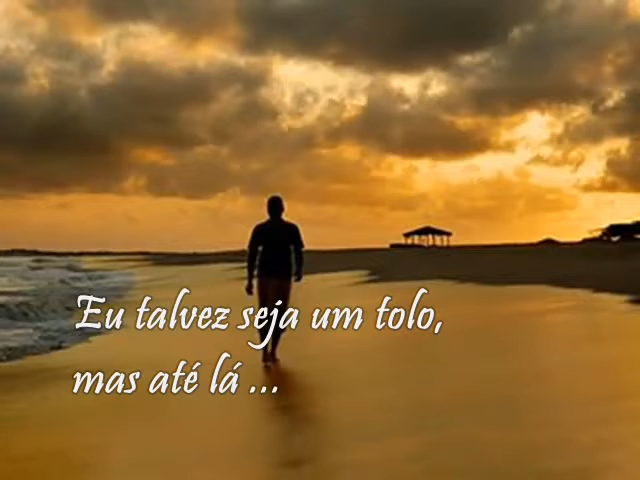 Eu talvez seja um tolo,
mas até lá ...